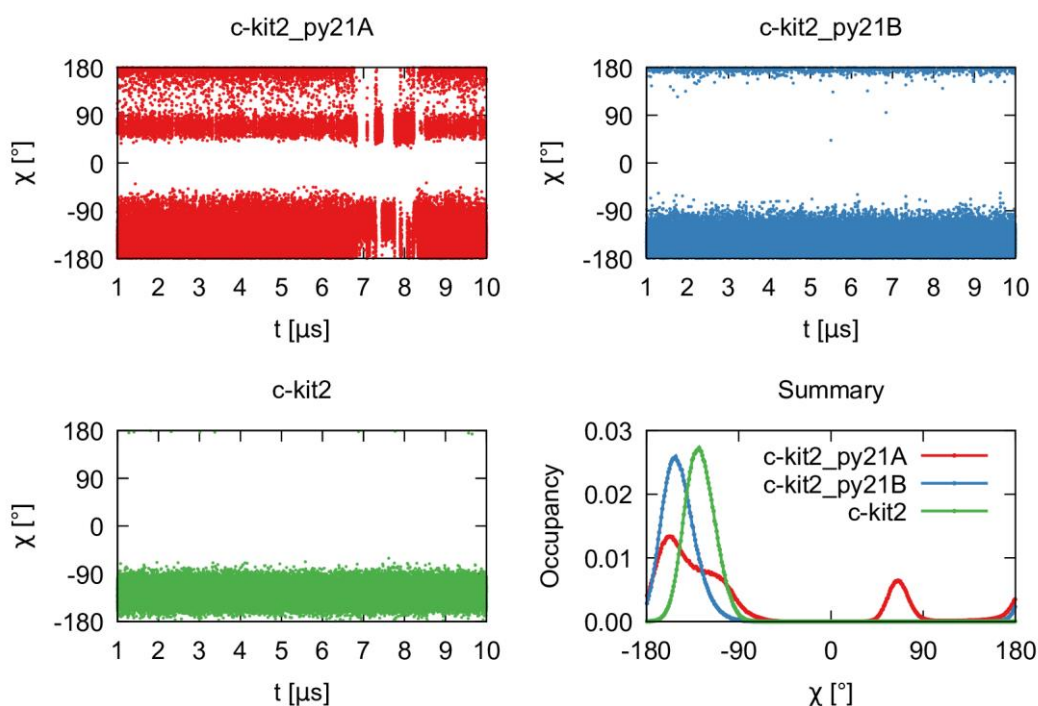 c-kit2_py21A
180
90
0
-90
-180
χ [°]
1 2 3 4 5 6 7 8 9 10
t [μs]
c-kit2_py21B
180
90
0
-90
-180
χ [°]
1 2 3 4 5 6 7 8 9 10
t [μs]
c-kit2
180
90
0
-90
-180
χ [°]
1 2 3 4 5 6 7 8 9 10
t [μs]
Summary
0.03
0.02
0.01
0.00
Occupancy
c-kit2_py21A
c-kit2_py21B
c-kit2
-180 -90 0 90 180
χ [°]